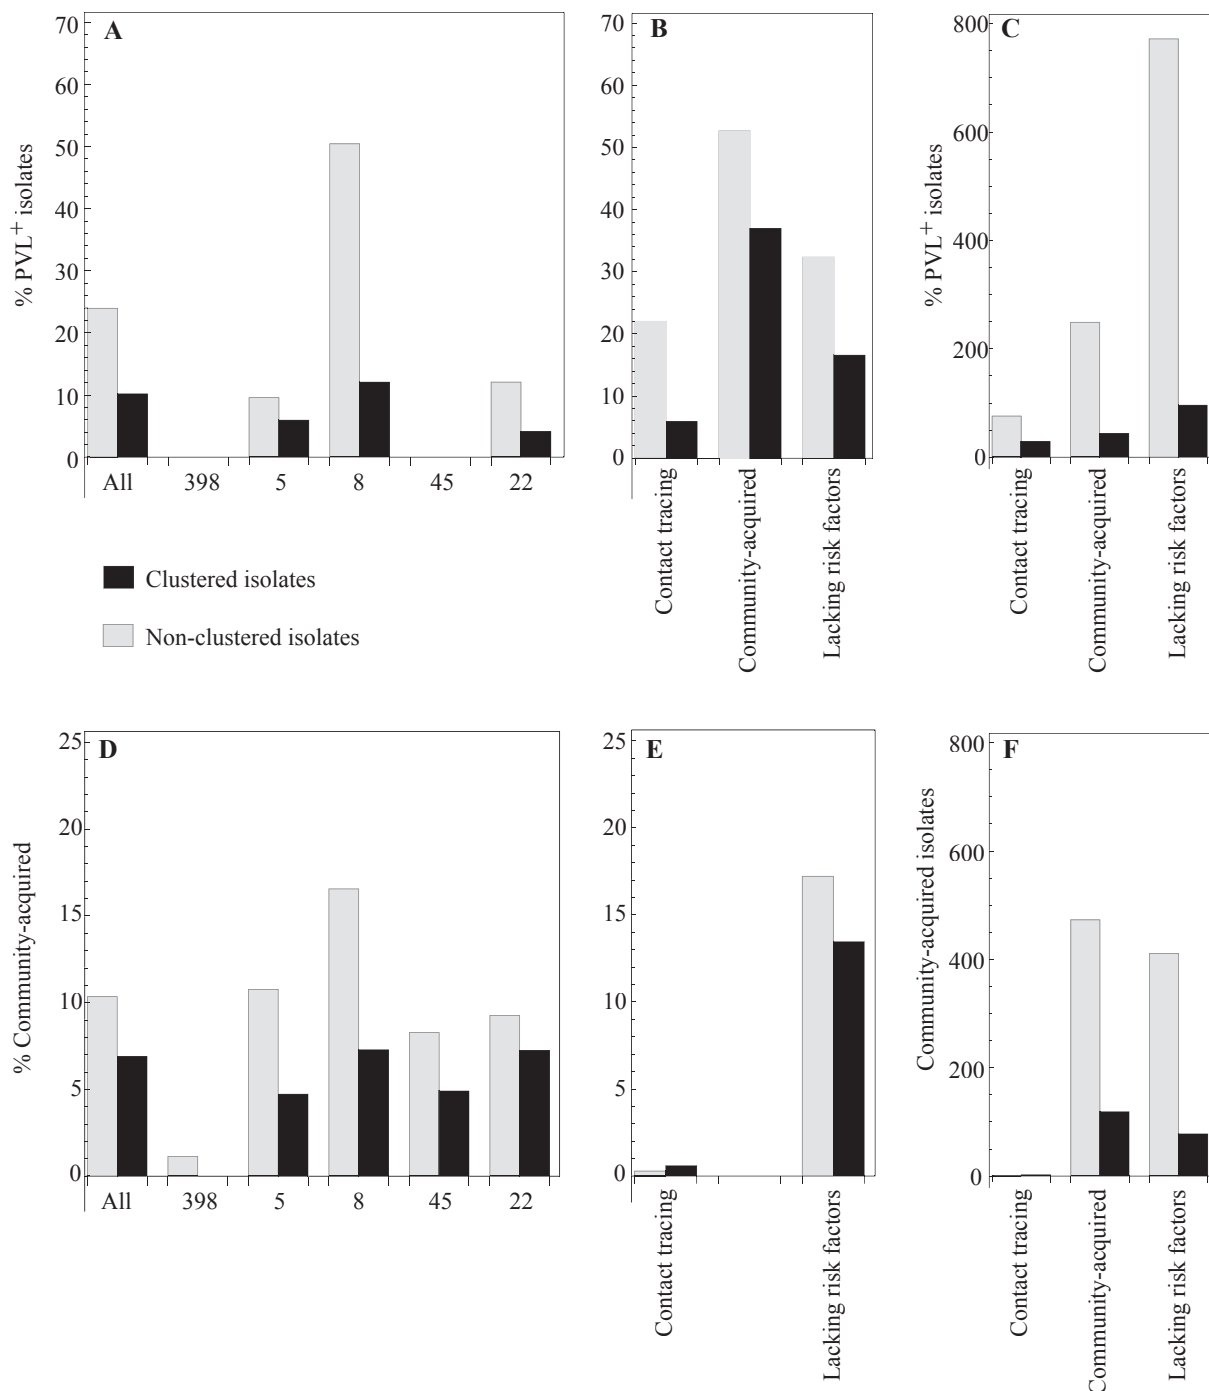 A
% PVL+ isolates
70
60
50
40
30
20
10
0
All 398 5 8 45 22
B
70
60
50
40
30
20
10
0
Contact tracing
Community-acquired
Lacking risk factors
C
% PVL+ isolates
800
600
400
200
0
Contact tracing
Community-acquired
Lacking risk factors
Clustered isolates
Non-clustered isolates
D
% Community-acquired
25
20
15
10
5
0
All 398 5 8 45 22
E
25
20
15
10
5
0
Contact tracing
Lacking risk factors
F
Community-acquired isolates
800
600
400
200
0
Contact tracing
Community-acquired
Lacking risk factors